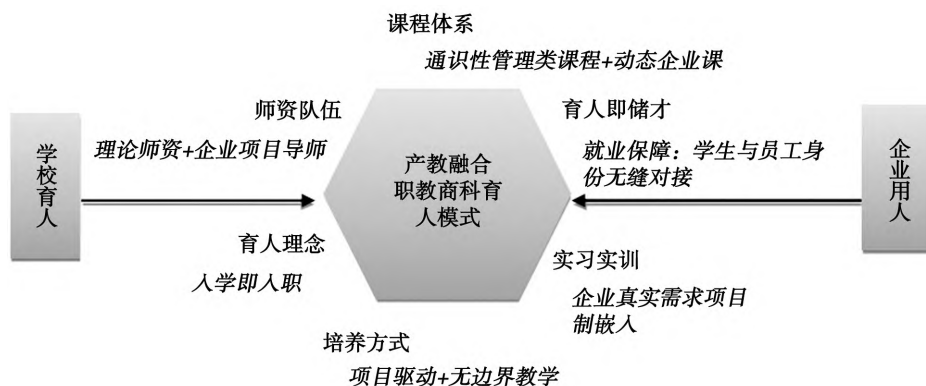 课程体系
通识性管理类课程+动态企业课
师资队伍
理论师资+企业项目导师
育人即储才
就业保障：学生与员工身
份无缝对接
学校育人
产教融合
职教商科育
人模式
企业用人
育人理念
入学即入职
实习实训
企业真实需求项目
制嵌入
培养方式
项目驱动+无边界教学